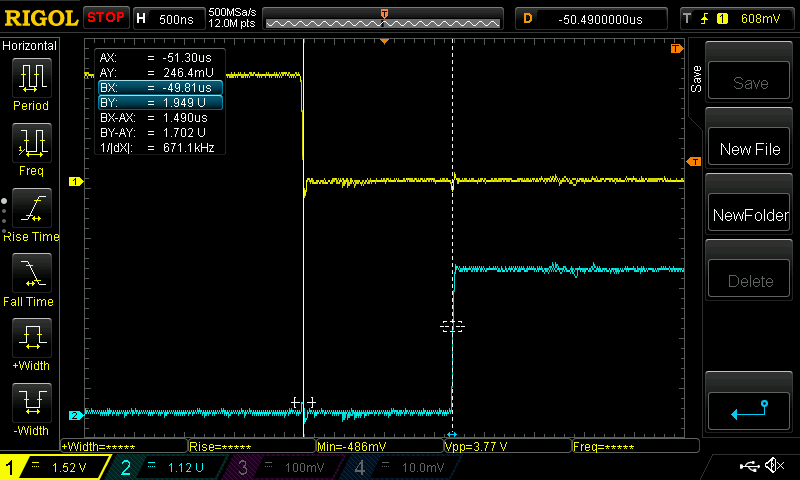 RIGOL STOP H 500ns 500MSa/s 12.0M pts D -50.4900000us T 1 608mV
Horizontal
Period
Freq
Rise Time
Fall Time
+Width
-Width
AX: = -51.30us
AY: = 246.4mU
BX: = -49.81us
BY: = 1.949 U
BX-AX: = 1.490us
BY-AY: = 1.702 U
1/|dX|: = 671.1kHz
T
T
1
2
Save
Save
New File
NewFolder
Delete
+Width=***** Rise=***** Min=-486mV Vpp=3.77 V Freq=*****
1 = 1.52 V 2 = 1.12 U 3 = 100mV 4 = 10.0mV